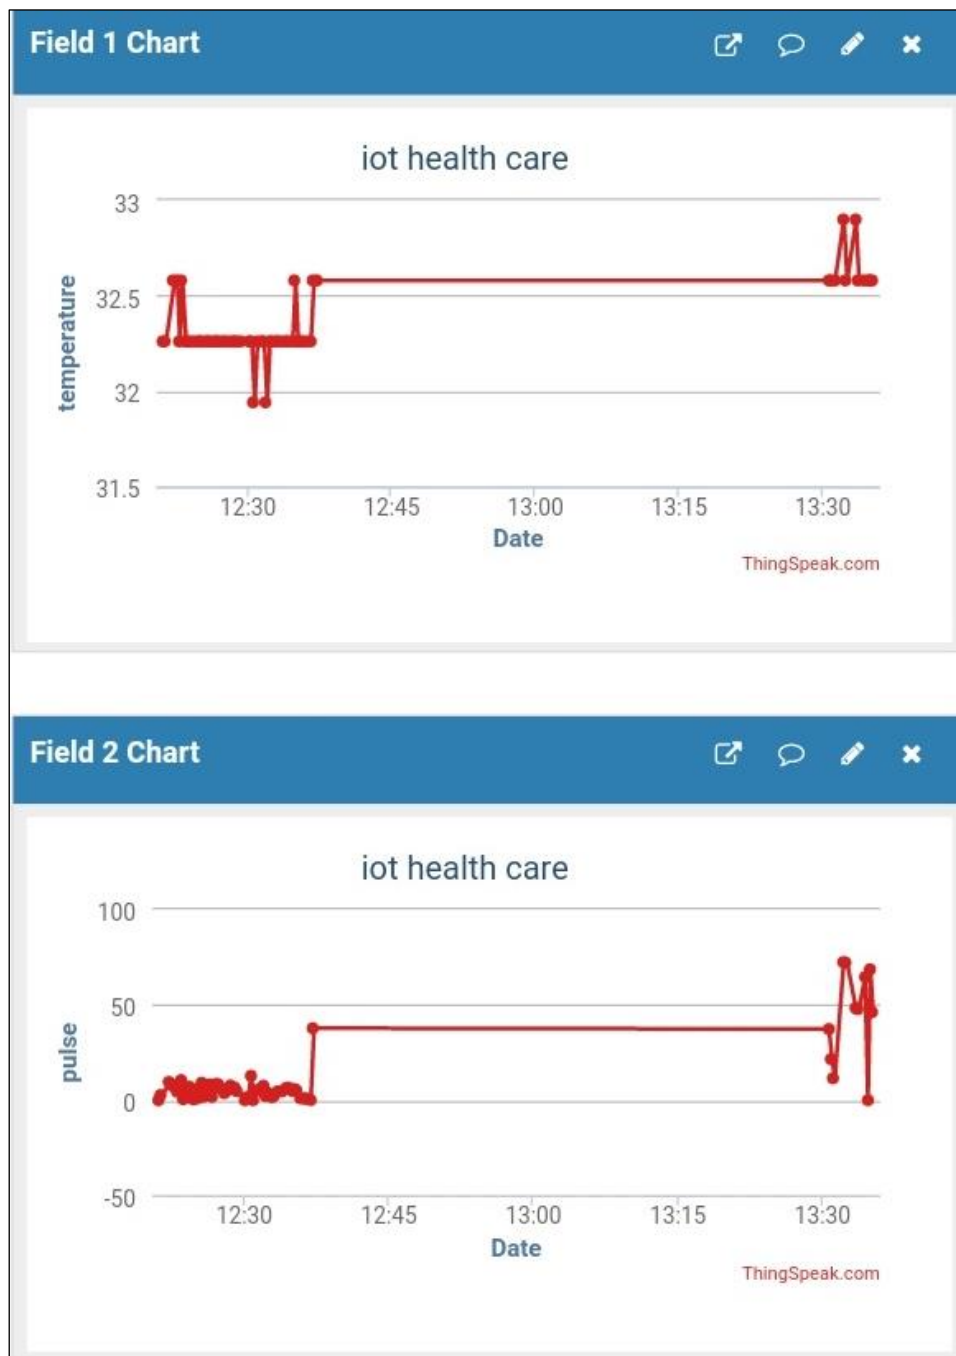 Field 1 Chart
iot health care
33
32.5
32
31.5
temperature
12:30 12:45 13:00 13:15 13:30
Date
ThingSpeak.com
Field 2 Chart
iot health care
100
50
0
-50
pulse
12:30 12:45 13:00 13:15 13:30
Date
ThingSpeak.com